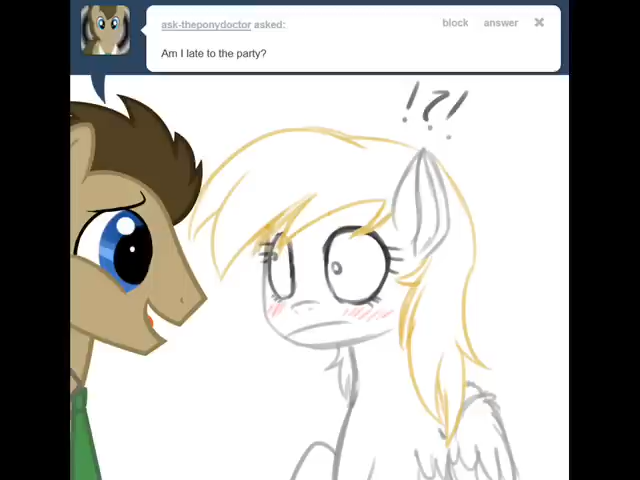 ask-theponydoctor asked:
block answer ✖
Am I late to the party?
!?!